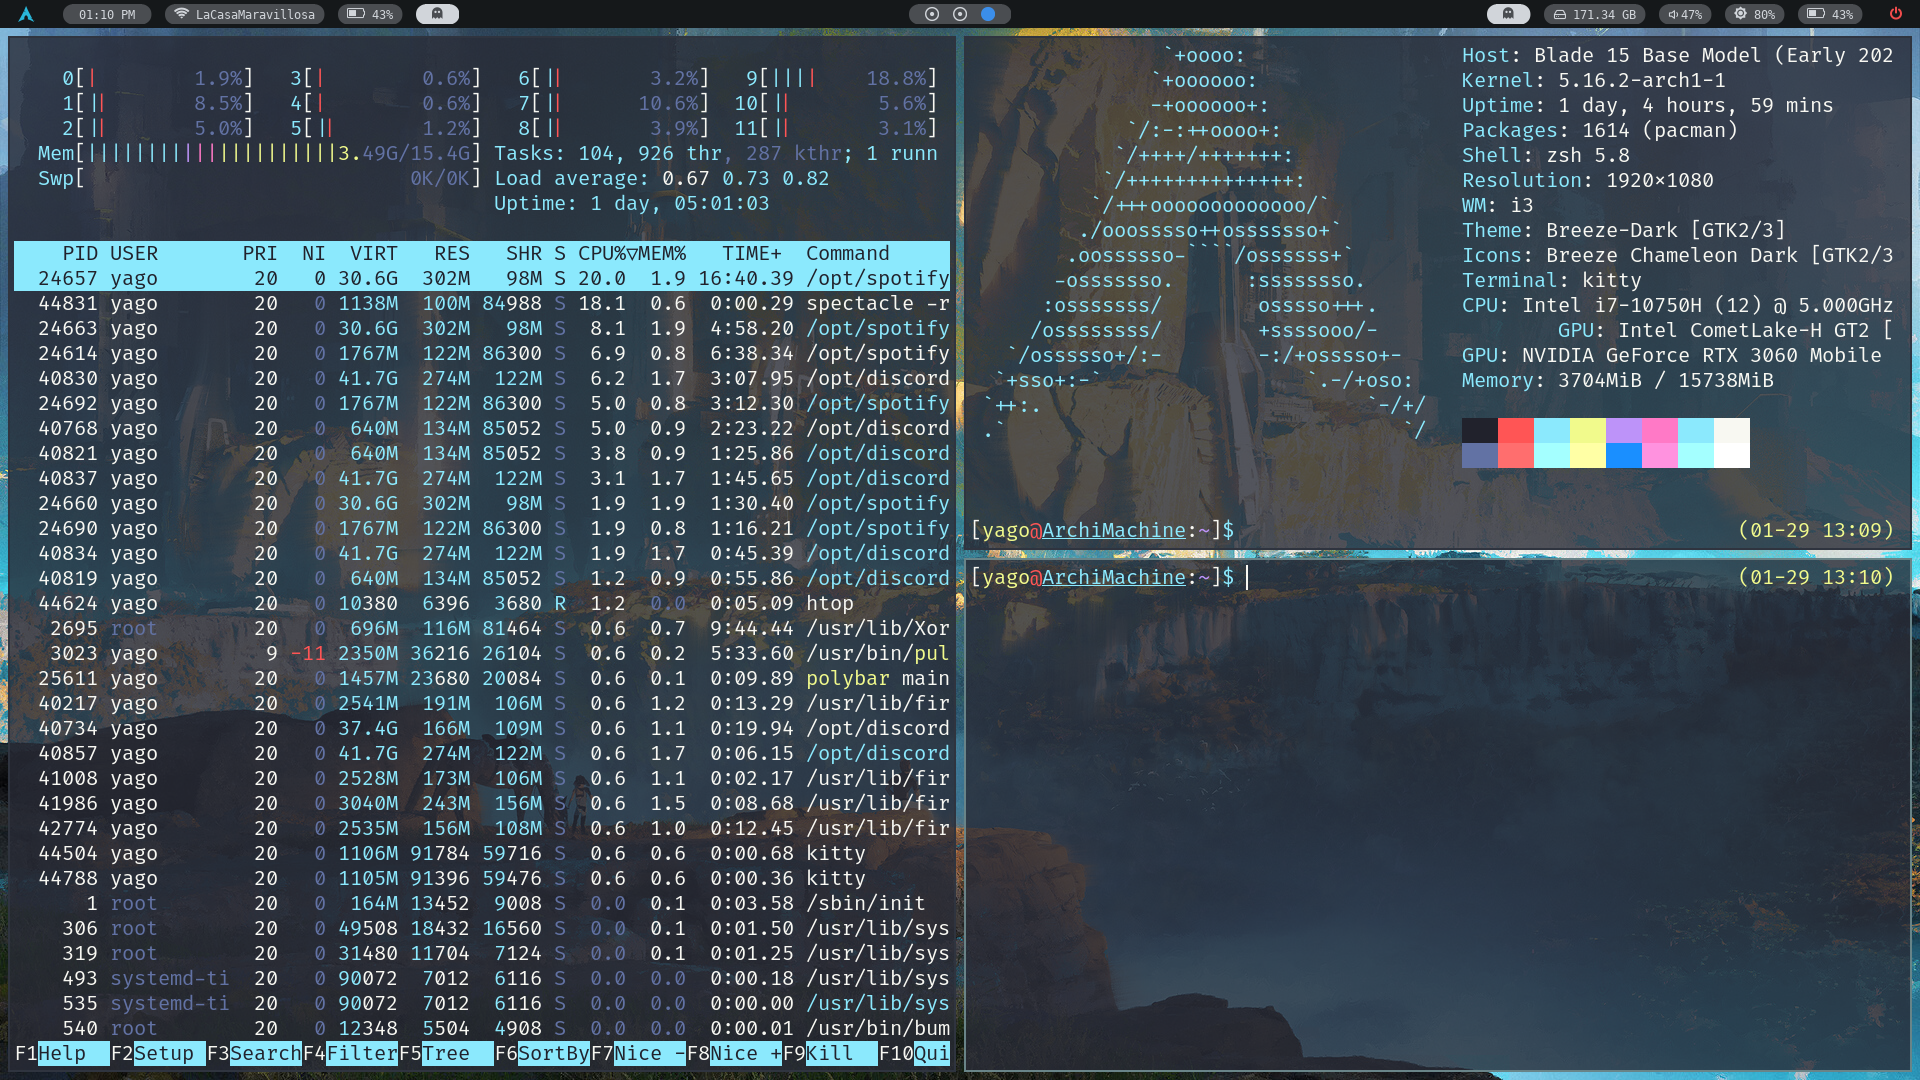 01:10 PM LaCasaMaravillosa 43% 171.34 GB 47% 80% 43%
0[| 1.9%] 3[| 0.6%] 6[|| 3.2%] 9[|||| 18.8%]
1[|| 8.5%] 4[| 0.6%] 7[|| 10.6%] 10[|| 5.6%]
2[|| 5.0%] 5[|| 1.2%] 8[|| 3.9%] 11[|| 3.1%]
Mem[|||||||||||||||||||||3.49G/15.4G] Tasks: 104, 926 thr, 287 kthr; 1 runn
Swp[ 0K/0K] Load average: 0.67 0.73 0.82
Uptime: 1 day, 05:01:03
PID USER PRI NI VIRT RES SHR S CPU%▽MEM% TIME+ Command
24657 yago 20 0 30.6G 302M 98M S 20.0 1.9 16:40.39 /opt/spotify
44831 yago 20 0 1138M 100M 84988 S 18.1 0.6 0:00.29 spectacle -r
24663 yago 20 0 30.6G 302M 98M S 8.1 1.9 4:58.20 /opt/spotify
24614 yago 20 0 1767M 122M 86300 S 6.9 0.8 6:38.34 /opt/spotify
40830 yago 20 0 41.7G 274M 122M S 6.2 1.7 3:07.95 /opt/discord
24692 yago 20 0 1767M 122M 86300 S 5.0 0.8 3:12.30 /opt/spotify
40768 yago 20 0 640M 134M 85052 S 5.0 0.9 2:23.22 /opt/discord
40821 yago 20 0 640M 134M 85052 S 3.8 0.9 1:25.86 /opt/discord
40837 yago 20 0 41.7G 274M 122M S 3.1 1.7 1:45.65 /opt/discord
24660 yago 20 0 30.6G 302M 98M S 1.9 1.9 1:30.40 /opt/spotify
24690 yago 20 0 1767M 122M 86300 S 1.9 0.8 1:16.21 /opt/spotify
40834 yago 20 0 41.7G 274M 122M S 1.9 1.7 0:45.39 /opt/discord
40819 yago 20 0 640M 134M 85052 S 1.2 0.9 0:55.86 /opt/discord
44624 yago 20 0 10380 6396 3680 R 1.2 0.0 0:05.09 htop
2695 root 20 0 696M 116M 81464 S 0.6 0.7 9:44.44 /usr/lib/Xor
3023 yago 9 -11 2350M 36216 26104 S 0.6 0.2 5:33.60 /usr/bin/pul
25611 yago 20 0 1457M 23680 20084 S 0.6 0.1 0:09.89 polybar main
40217 yago 20 0 2541M 191M 106M S 0.6 1.2 0:13.29 /usr/lib/fir
40734 yago 20 0 37.4G 166M 109M S 0.6 1.1 0:19.94 /opt/discord
40857 yago 20 0 41.7G 274M 122M S 0.6 1.7 0:06.15 /opt/discord
41008 yago 20 0 2528M 173M 106M S 0.6 1.1 0:02.17 /usr/lib/fir
41986 yago 20 0 3040M 243M 156M S 0.6 1.5 0:08.68 /usr/lib/fir
42774 yago 20 0 2535M 156M 108M S 0.6 1.0 0:12.45 /usr/lib/fir
44504 yago 20 0 1106M 91784 59716 S 0.6 0.6 0:00.68 kitty
44788 yago 20 0 1105M 91396 59476 S 0.6 0.6 0:00.36 kitty
1 root 20 0 164M 13452 9008 S 0.0 0.1 0:03.58 /sbin/init
306 root 20 0 49508 18432 16560 S 0.0 0.1 0:01.50 /usr/lib/sys
319 root 20 0 31480 11704 7124 S 0.0 0.1 0:01.25 /usr/lib/sys
493 systemd-ti 20 0 90072 7012 6116 S 0.0 0.0 0:00.18 /usr/lib/sys
535 systemd-ti 20 0 90072 7012 6116 S 0.0 0.0 0:00.00 /usr/lib/sys
540 root 20 0 12348 5504 4908 S 0.0 0.0 0:00.01 /usr/bin/bum
F1Help F2Setup F3SearchF4FilterF5Tree F6SortByF7Nice -F8Nice +F9Kill F10Qui
`+oooo: Host: Blade 15 Base Model (Early 202
`+oooooo: Kernel: 5.16.2-arch1-1
-+oooooo+: Uptime: 1 day, 4 hours, 59 mins
`/:-:++oooo+: Packages: 1614 (pacman)
`/++++/+++++++: Shell: zsh 5.8
`/++++++++++++++: Resolution: 1920×1080
`/+++ooooooooooooo/` WM: i3
./ooosssso++osssssso+` Theme: Breeze-Dark [GTK2/3]
.oossssso-````/ossssss+` Icons: Breeze Chameleon Dark [GTK2/3
-osssssso. :ssssssso. Terminal: kitty
:osssssss/ osssso+++. CPU: Intel i7-10750H (12) @ 5.000GHz
/ossssssss/ +ssssooo/- GPU: Intel CometLake-H GT2 [
`/ossssso+/:- -:/+osssso+- GPU: NVIDIA GeForce RTX 3060 Mobile
`+sso+:-` `.-/+oso: Memory: 3704MiB / 15738MiB
`++:. `-/+/
.` `/
[yago@ArchiMachine:~]$ (01-29 13:09)
[yago@ArchiMachine:~]$ (01-29 13:10)